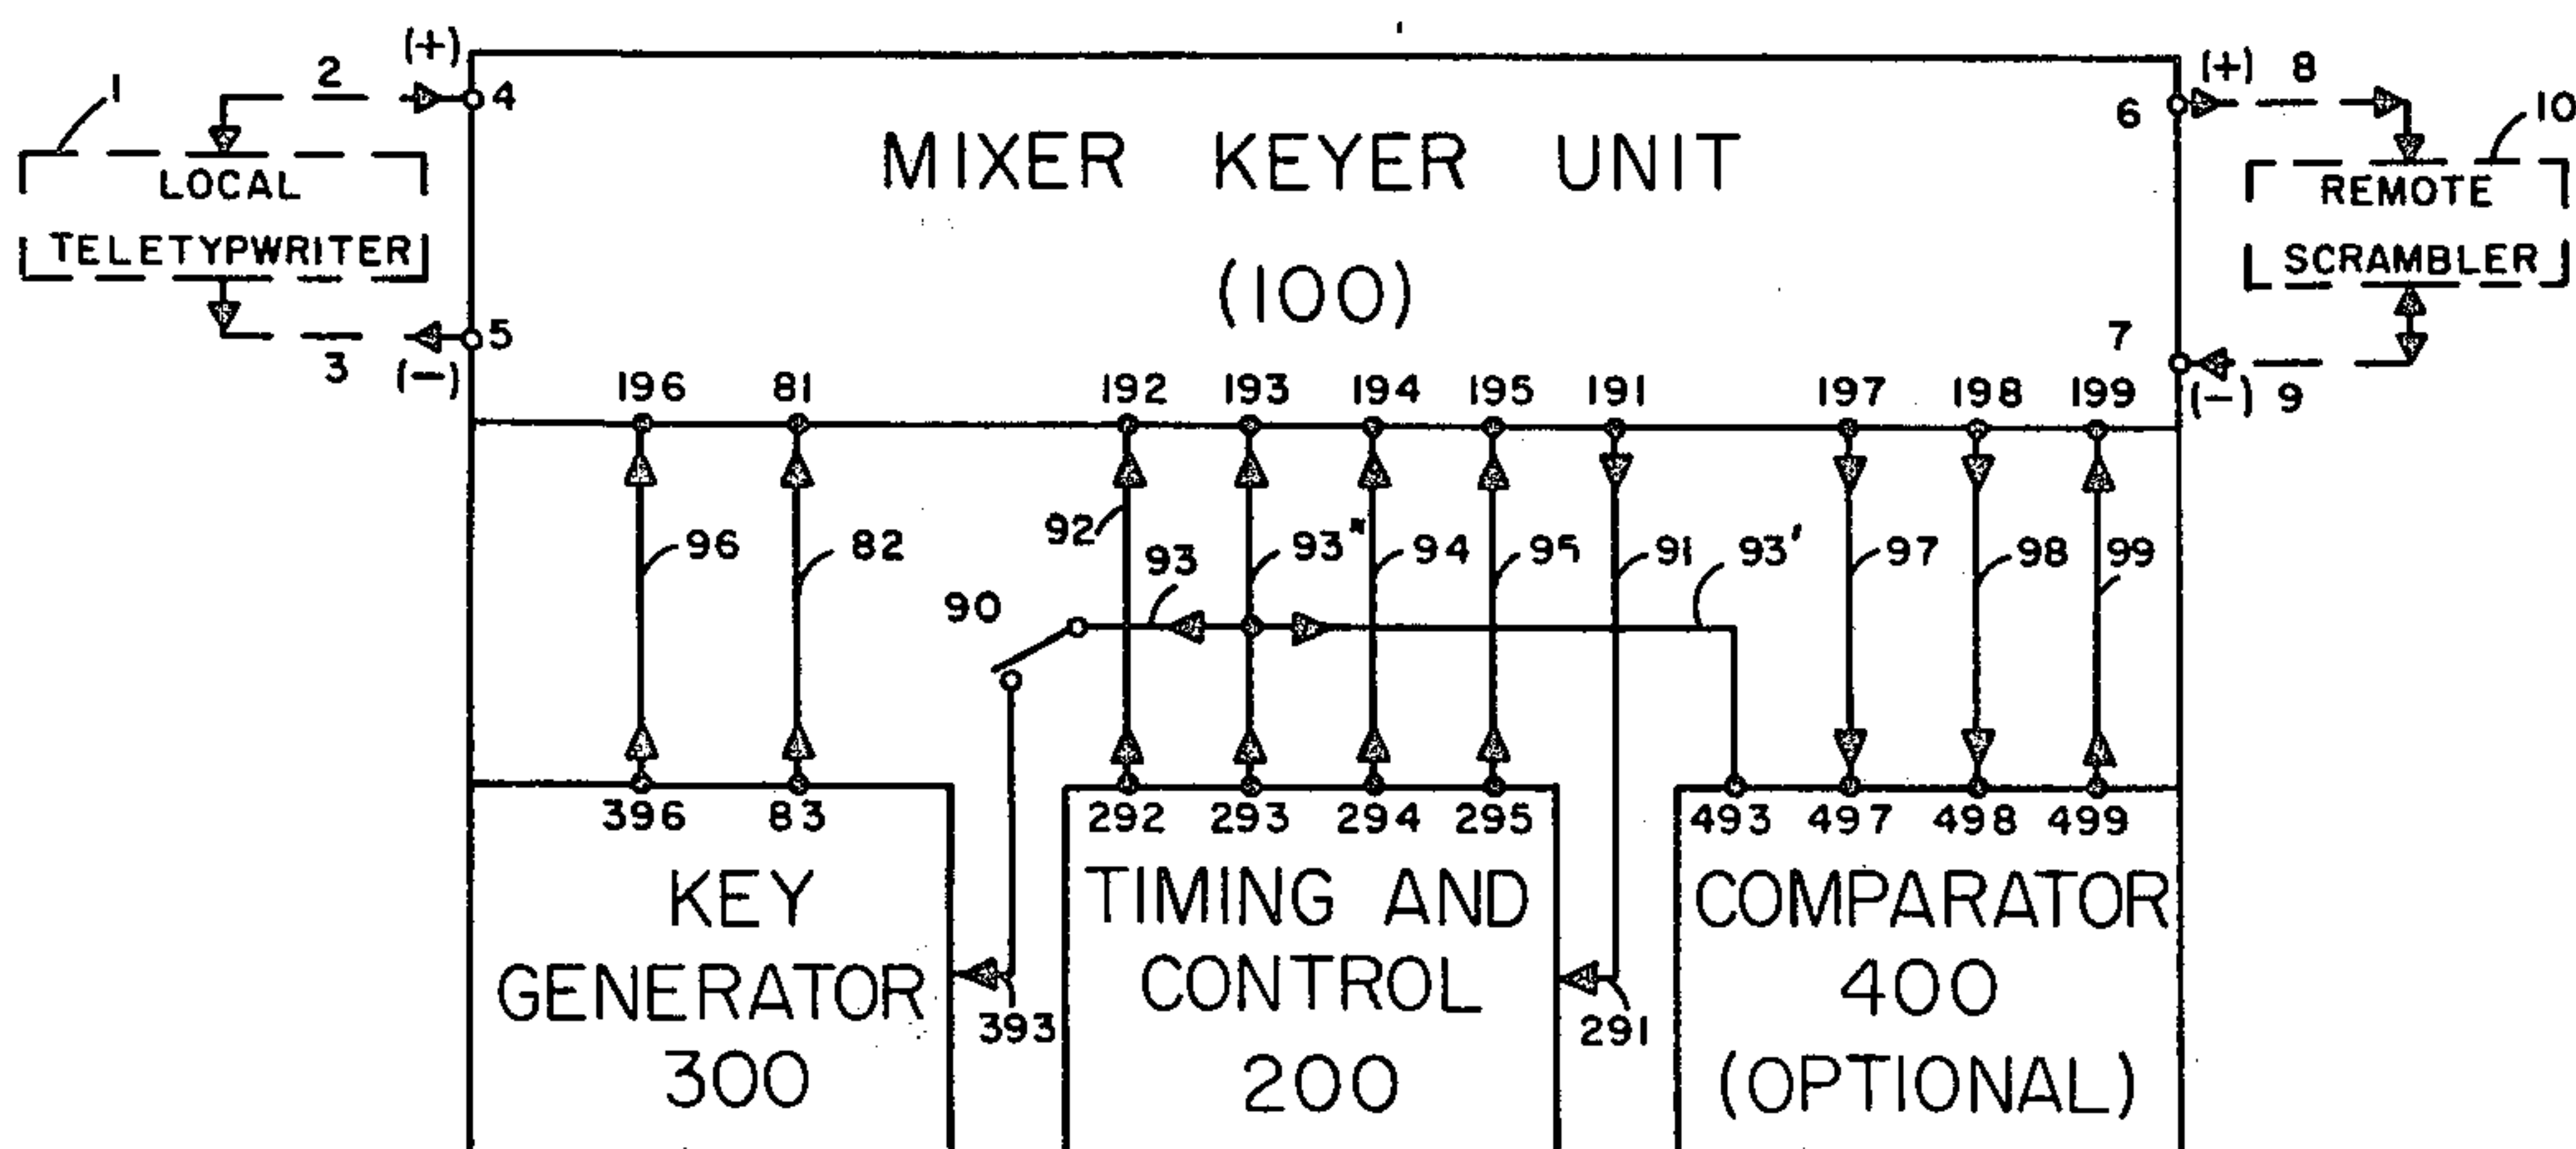 (+)
2
4
1
LOCAL
TELETYPWRITER
3
(-)
5
MIXER KEYER UNIT
(100)
(+) 8
6
10
REMOTE
SCRAMBLER
7
(-) 9
196 81 192 193 194 195 191 197 198 199
96 82 92 93" 94 95 91 93' 97 98 99
93
90
396 83 292 293 294 295 493 497 498 499
KEY
GENERATOR
300
393
TIMING AND
CONTROL
200
291
COMPARATOR
400
(OPTIONAL)